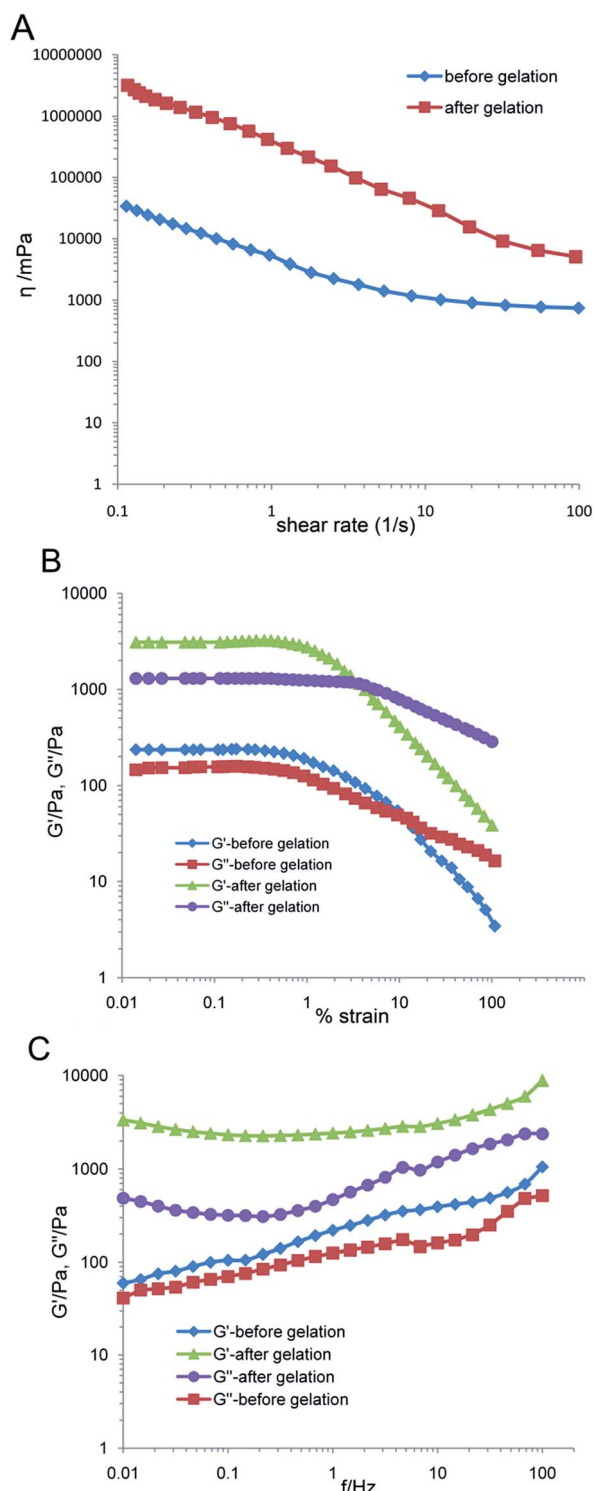 A
10000000
1000000
100000
10000
1000
100
10
1
η /mPa
before gelation
after gelation
0.1 1 10 100
shear rate (1/s)
B
10000
1000
100
10
1
G'/Pa, G"/Pa
G'-before gelation
G"-before gelation
G'-after gelation
G"-after gelation
0.01 0.1 1 10 100
% strain
C
10000
1000
100
10
1
G'/Pa, G"/Pa
G'-before gelation
G'-after gelation
G"-after gelation
G"-before gelation
0.01 0.1 1 10 100
f/Hz